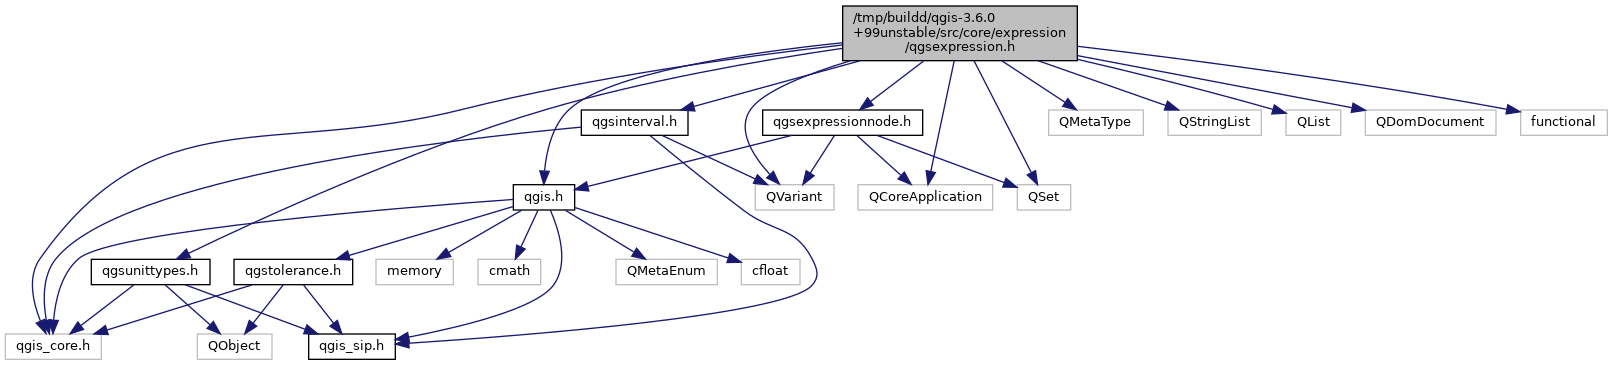 /tmp/buildd/qgis-3.6.0
+99unstable/src/core/expression
/qgsexpression.h
qgsinterval.h
qgsexpressionnode.h
QMetaType
QStringList
QList
QDomDocument
functional
qgis.h
QVariant
QCoreApplication
QSet
qgsunittypes.h
qgstolerance.h
memory
cmath
QMetaEnum
cfloat
qgis_core.h
QObject
qgis_sip.h